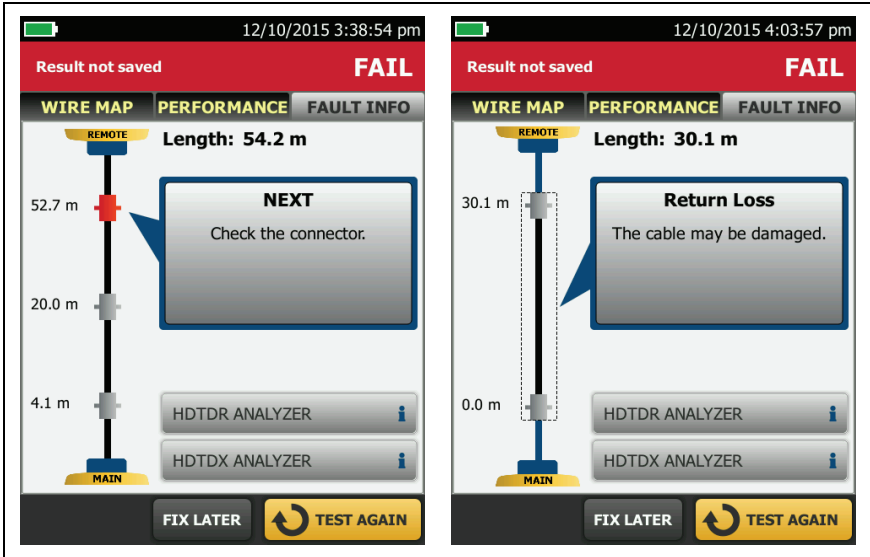 12/10/2015 3:38:54 pm
Result not saved
FAIL
WIRE MAP
PERFORMANCE
FAULT INFO
REMOTE
Length: 54.2 m
52.7 m
NEXT
Check the connector.
20.0 m
4.1 m
HDTDR ANALYZER
i
HDTDX ANALYZER
i
MAIN
FIX LATER
TEST AGAIN
12/10/2015 4:03:57 pm
Result not saved
FAIL
WIRE MAP
PERFORMANCE
FAULT INFO
REMOTE
Length: 30.1 m
30.1 m
Return Loss
The cable may be damaged.
0.0 m
HDTDR ANALYZER
i
HDTDX ANALYZER
i
MAIN
FIX LATER
TEST AGAIN